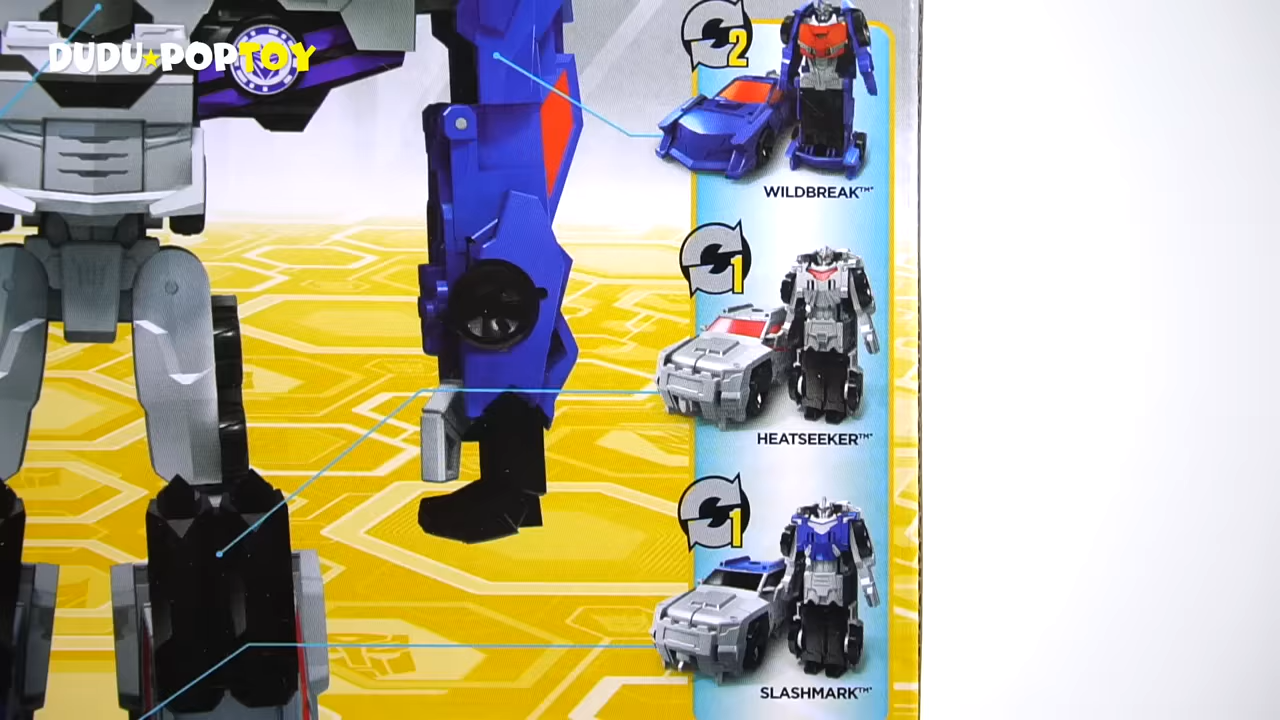 DUDU★POPTOY
2
WILDBREAK™*
1
HEATSEEKER™*
1
SLASHMARK™*